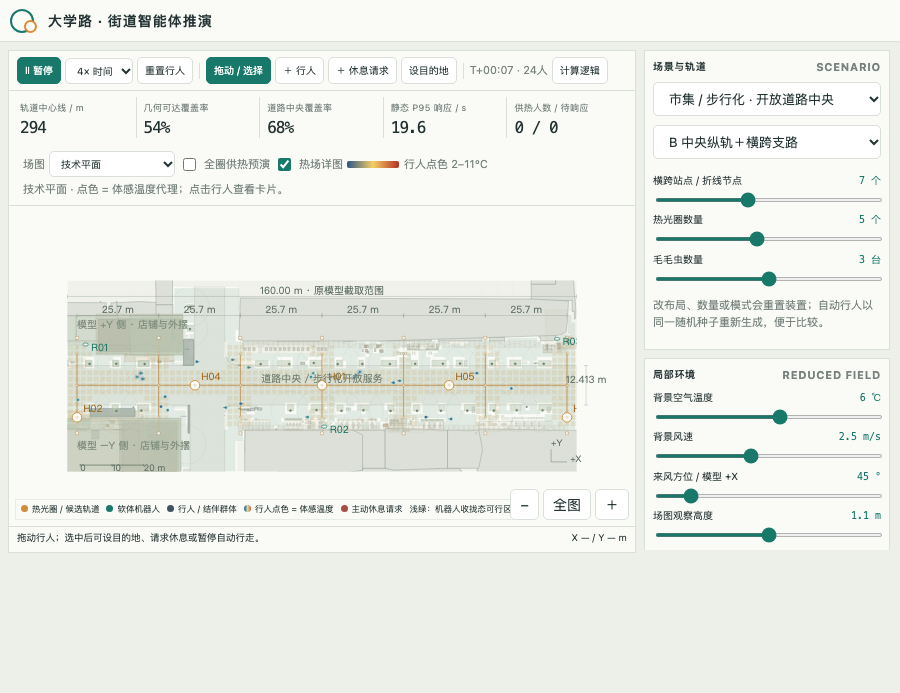 大学路 · 街道智能体推演
II 暂停
4× 时间
重置行人
拖动 / 选择
＋ 行人
＋ 休息请求
设目的地
T+00:07 · 24人
计算逻辑
轨道中心线 / m
294
几何可达覆盖率
54%
道路中央覆盖率
68%
静态 P95 响应 / s
19.6
供热人数 / 待响应
0 / 0
场图
技术平面
全圈供热预演
热场详图
行人点色 2–11°C
技术平面 · 点色 = 体感温度代理；点击行人查看卡片。
160.00 m · 原模型截取范围
25.7 m
25.7 m
25.7 m
25.7 m
25.7 m
25.7 m
模型 +Y 侧 · 店铺与外摆
R01
H04
道路中央 / 步行化开放服务
H05
12.413 m
H02
R02
模型 —Y 侧 · 店铺与外摆
0
10
20 m
+Y
+X
热光圈 / 候选轨道
软体机器人
行人 / 结伴群体
行人点色 = 体感温度
主动休息请求
浅绿：机器人收拢态可行区
−
全图
+
拖动行人；选中后可设目的地、请求休息或暂停自动行走。
X — / Y — m
场景与轨道
SCENARIO
市集 / 步行化 · 开放道路中央
B 中央纵轨＋横跨支路
横跨站点 / 折线节点
7 个
热光圈数量
5 个
毛毛虫数量
3 台
改布局、数量或模式会重置装置；自动行人以
同一随机种子重新生成，便于比较。
局部环境
REDUCED FIELD
背景空气温度
6 ℃
背景风速
2.5 m/s
来风方位 / 模型 +X
45 °
场图观察高度
1.1 m